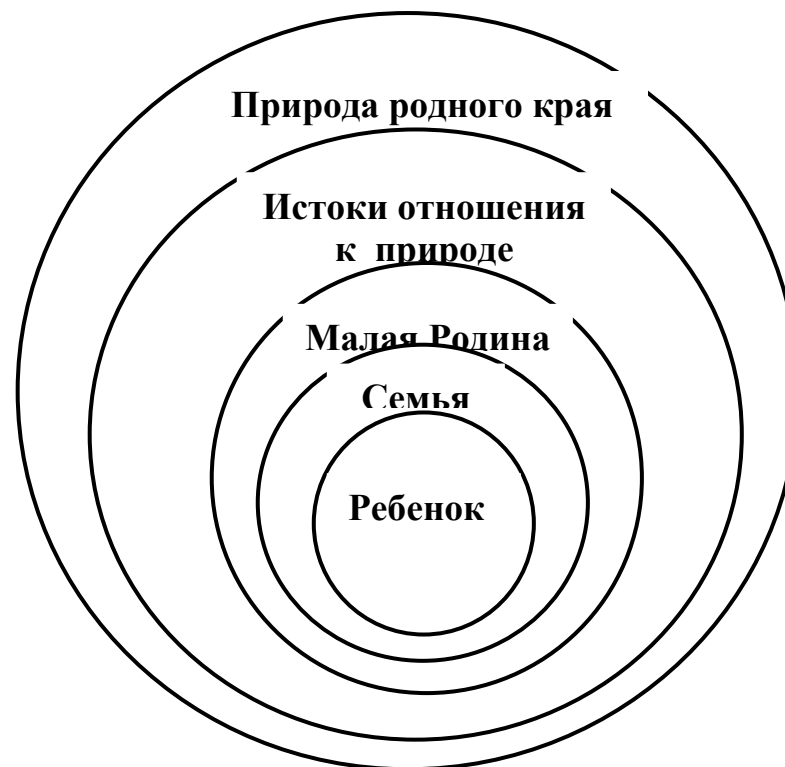 Природа родного края
Истоки отношения
к природе
Малая Родина
Семья
Ребенок